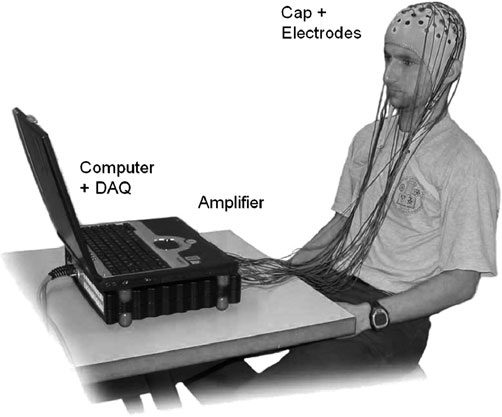 Cap +
Electrodes
Computer
+ DAQ
Amplifier